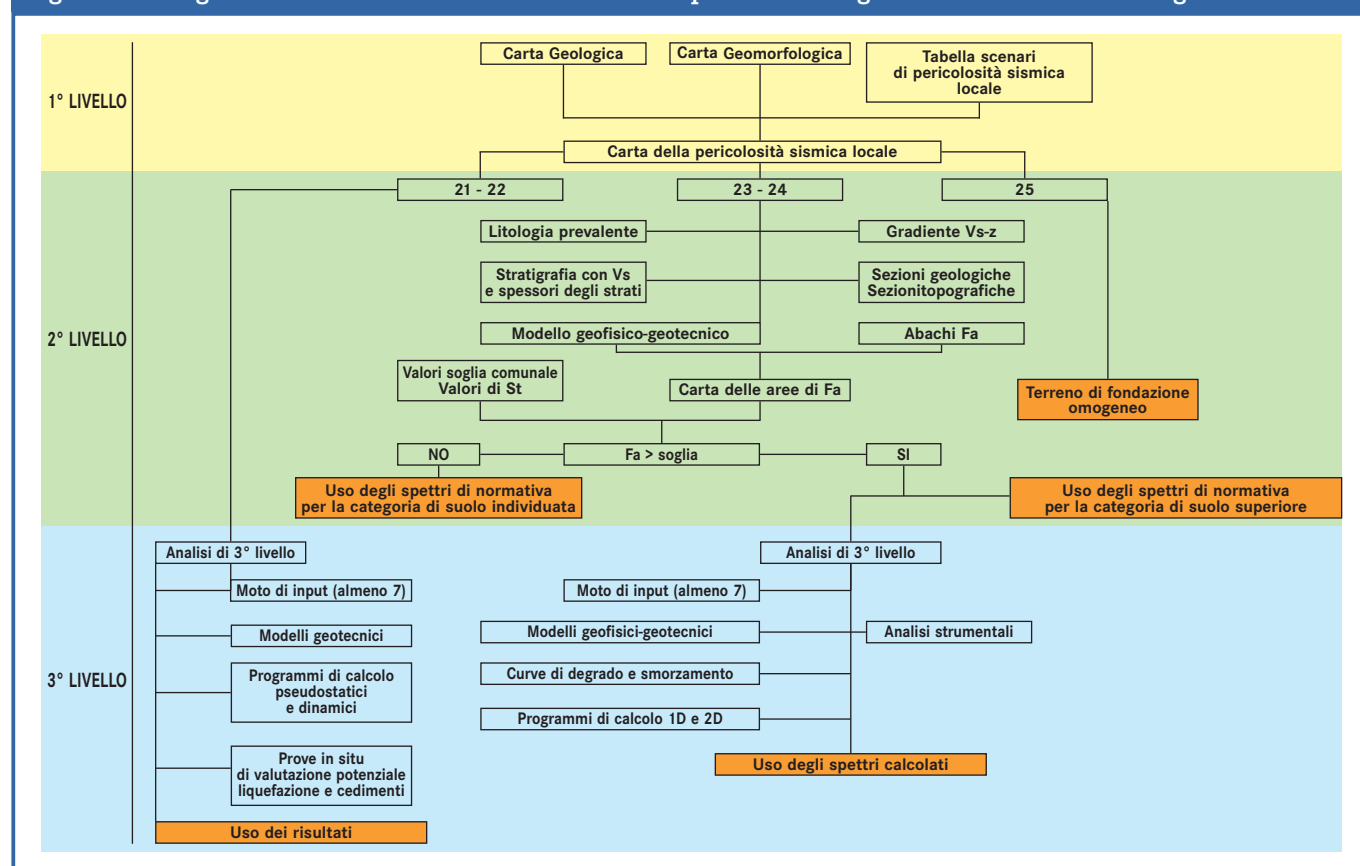 1° LIVELLO
Carta Geologica
Carta Geomorfologica
Tabella scenari
di pericolosità sismica
locale
Carta della pericolosità sismica locale
2° LIVELLO
21 - 22
23 - 24
25
Litologia prevalente
Gradiente Vs-z
Stratigrafia con Vs
e spessori degli strati
Sezioni geologiche
Sezionitopografiche
Modello geofisico-geotecnico
Abachi Fa
Valori soglia comunale
Valori di St
Carta delle aree di Fa
Terreno di fondazione
omogeneo
NO
Fa > soglia
SI
Uso degli spettri di normativa
per la categoria di suolo individuata
Uso degli spettri di normativa
per la categoria di suolo superiore
3° LIVELLO
Analisi di 3° livello
Moto di input (almeno 7)
Modelli geotecnici
Programmi di calcolo
pseudostatici
e dinamici
Prove in situ
di valutazione potenziale
liquefazione e cedimenti
Uso dei risultati
Analisi di 3° livello
Moto di input (almeno 7)
Modelli geofisici-geotecnici
Analisi strumentali
Curve di degrado e smorzamento
Programmi di calcolo 1D e 2D
Uso degli spettri calcolati